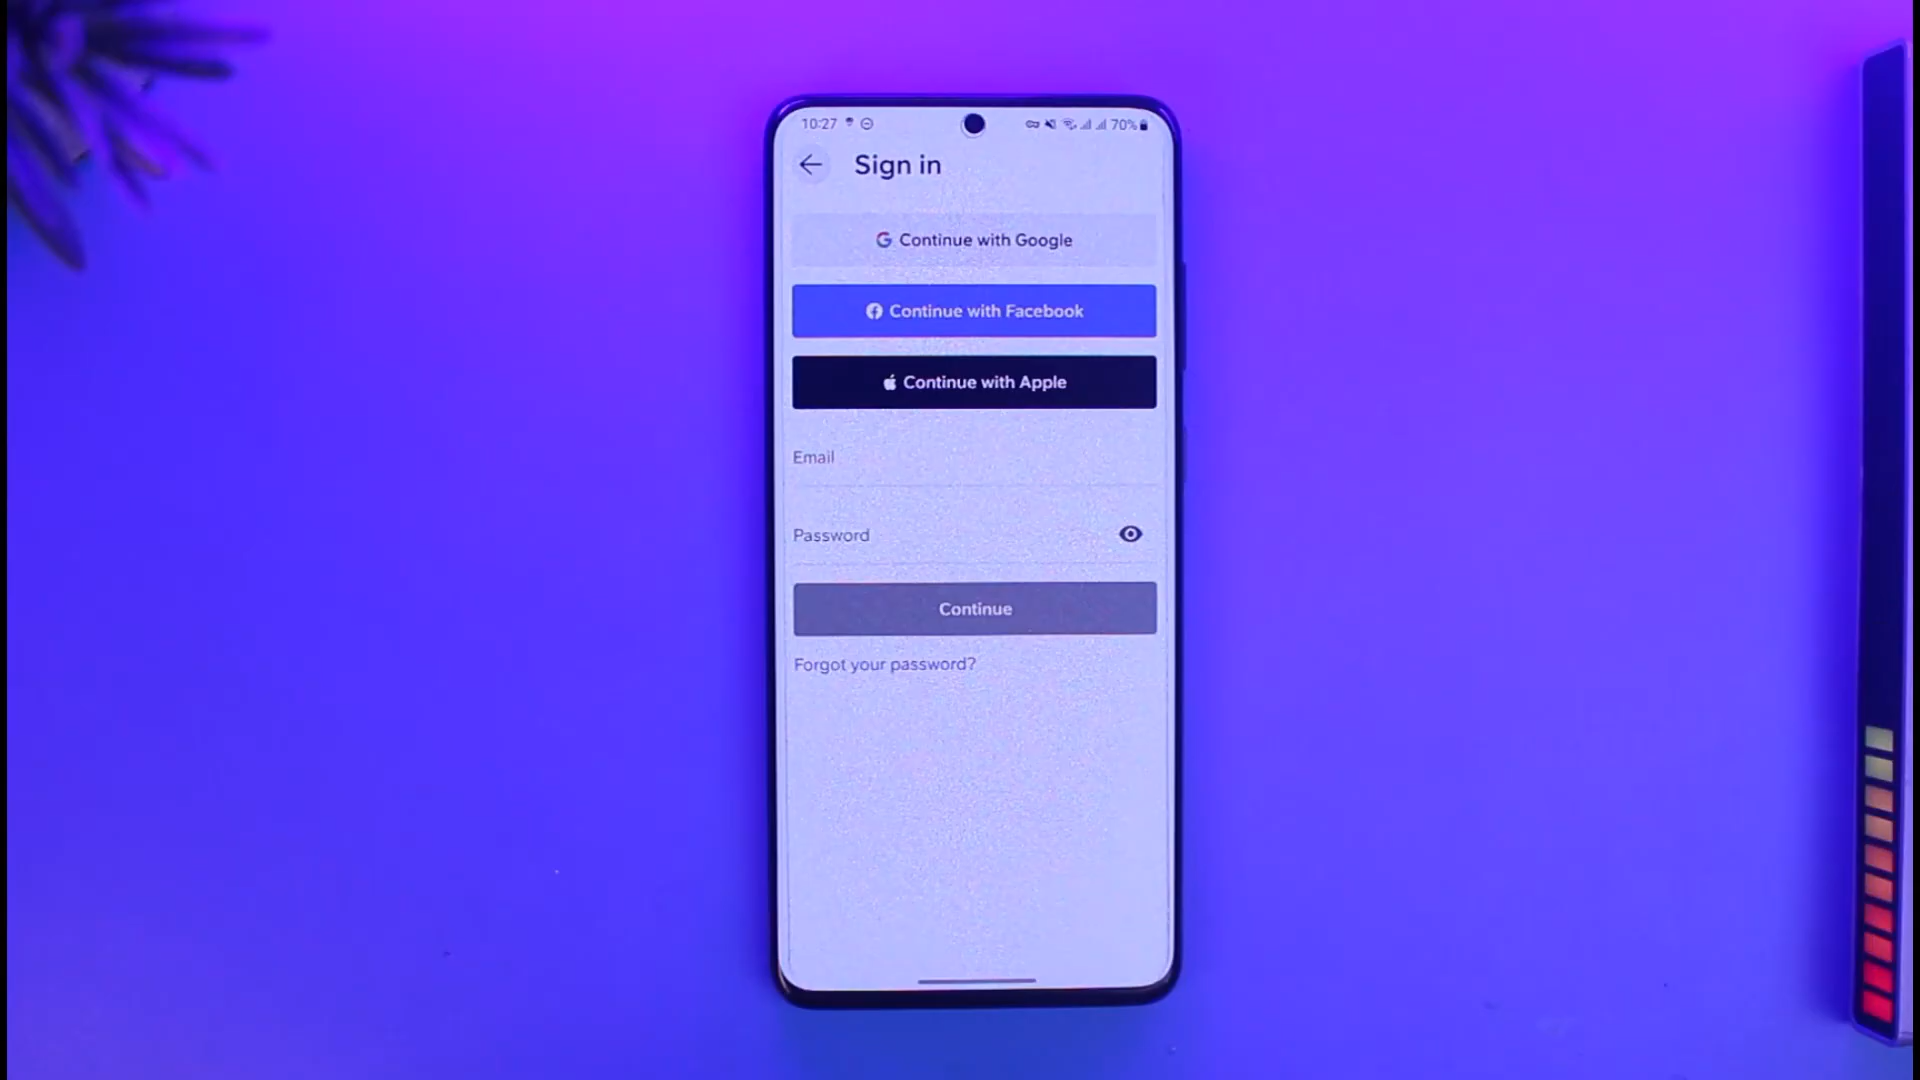 10:27 70%
Sign in
Continue with Google
Continue with Facebook
Continue with Apple
Email
Password
Continue
Forgot your password?